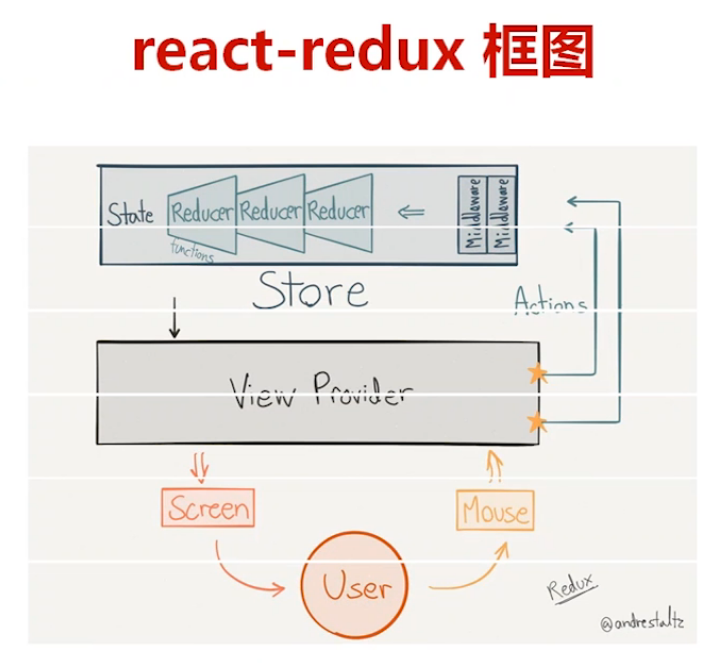 react-redux 框图
State
Reducer Reducer Reducer
functions
Middleware
Middleware
Store
Actions
View Provider
Screen
Mouse
User
Redux
@andrestaltz